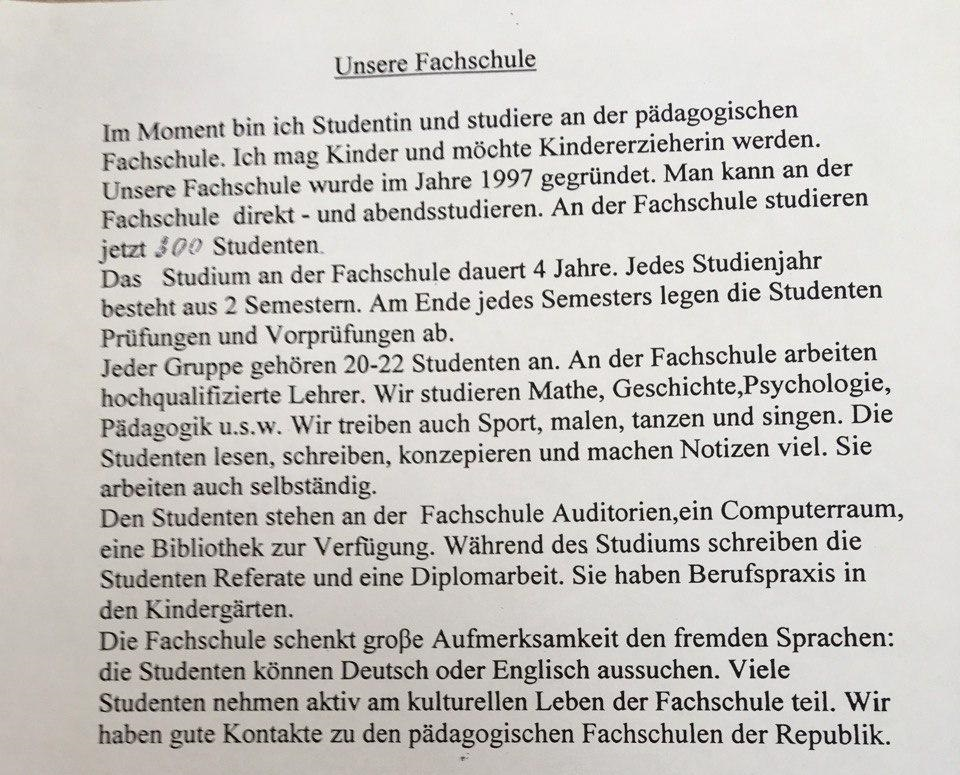 Unsere Fachschule
Im Moment bin ich Studentin und studiere an der pädagogischen
Fachschule. Ich mag Kinder und möchte Kindererzieherin werden.
Unsere Fachschule wurde im Jahre 1997 gegründet. Man kann an der
Fachschule direkt - und abendsstudieren. An der Fachschule studieren
jetzt 300 Studenten.
Das Studium an der Fachschule dauert 4 Jahre. Jedes Studienjahr
besteht aus 2 Semestern. Am Ende jedes Semesters legen die Studenten
Prüfungen und Vorprüfungen ab.
Jeder Gruppe gehören 20-22 Studenten an. An der Fachschule arbeiten
hochqualifizierte Lehrer. Wir studieren Mathe, Geschichte,Psychologie,
Pädagogik u.s.w. Wir treiben auch Sport, malen, tanzen und singen. Die
Studenten lesen, schreiben, konzepieren und machen Notizen viel. Sie
arbeiten auch selbständig.
Den Studenten stehen an der Fachschule Auditorien,ein Computerraum,
eine Bibliothek zur Verfügung. Während des Studiums schreiben die
Studenten Referate und eine Diplomarbeit. Sie haben Berufspraxis in
den Kindergärten.
Die Fachschule schenkt große Aufmerksamkeit den fremden Sprachen:
die Studenten können Deutsch oder Englisch aussuchen. Viele
Studenten nehmen aktiv am kulturellen Leben der Fachschule teil. Wir
haben gute Kontakte zu den pädagogischen Fachschulen der Republik.